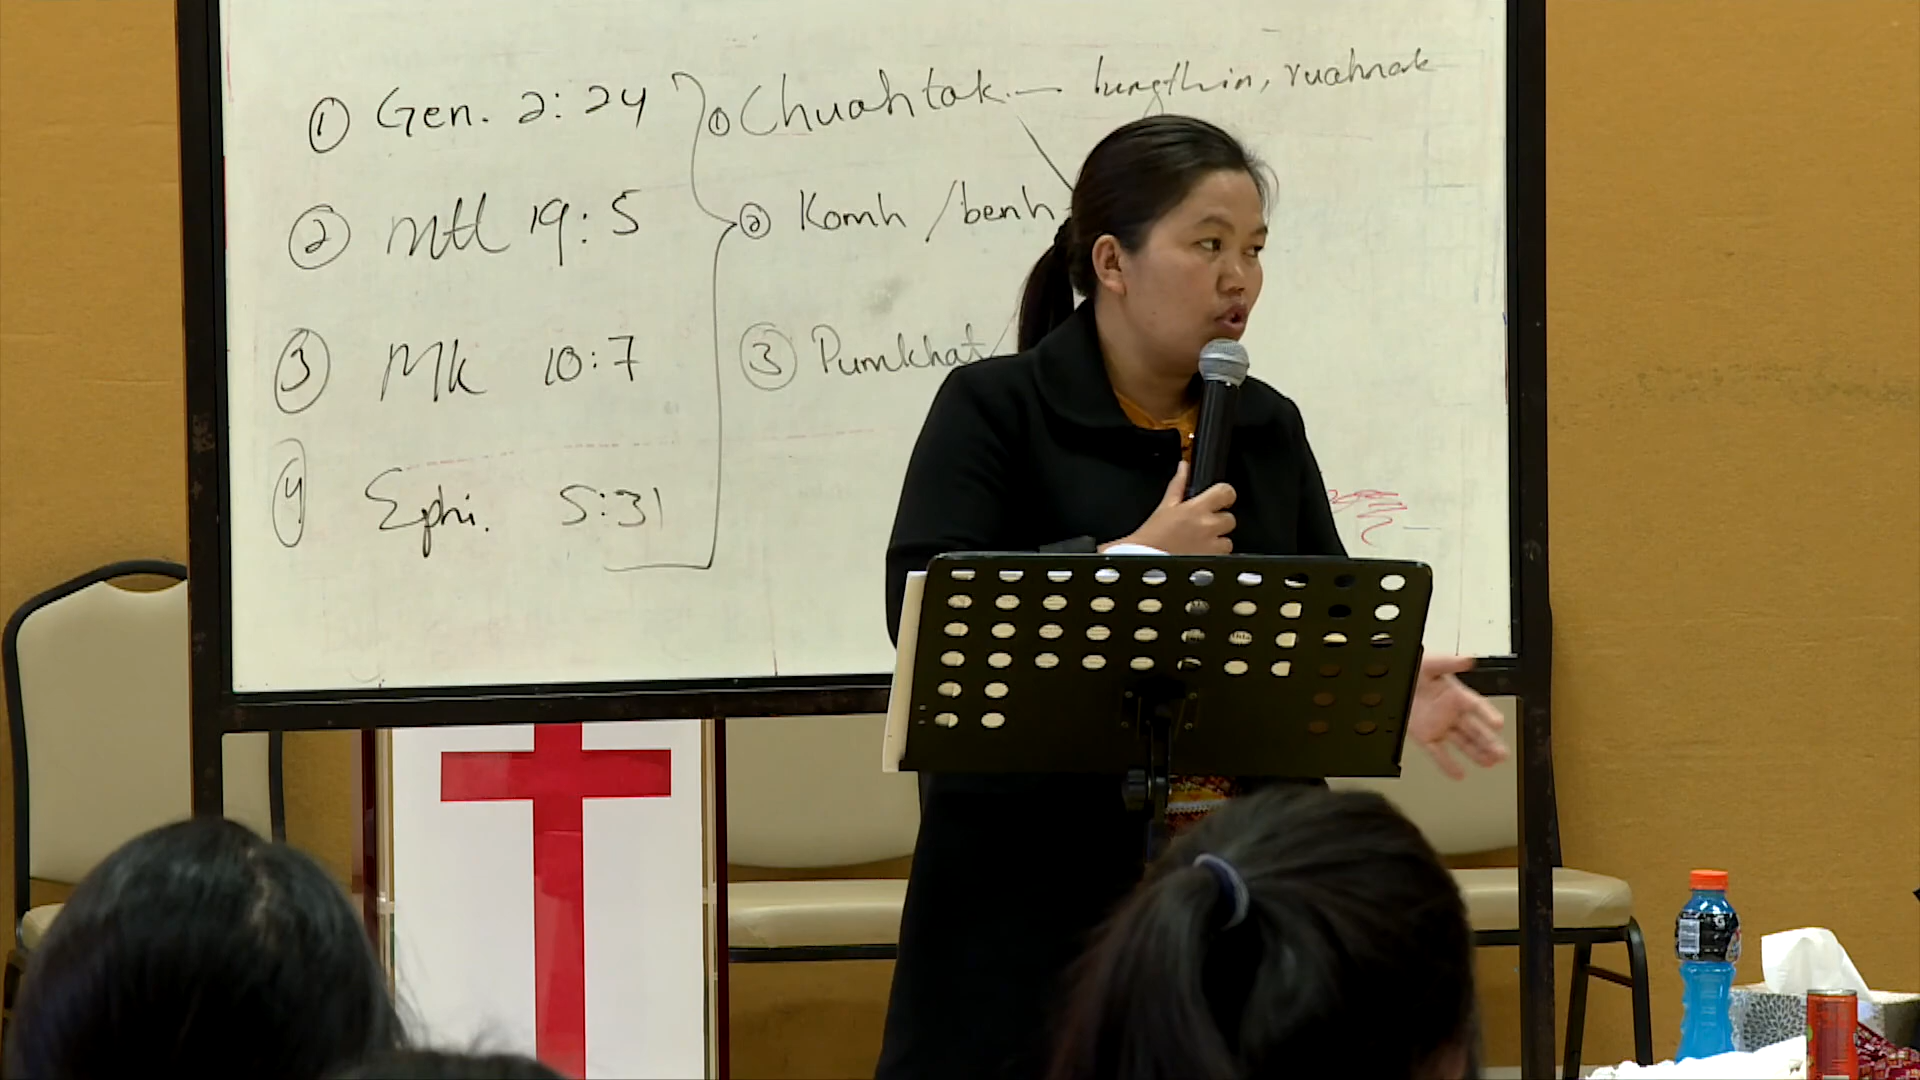 ① Gen. 2:24
② Mtt 19:5
③ Mk 10:7
④ Ephi. 5:31
① Chuahtak — lungthin, ruahnak
② Komh / benh
③ Pumkhat